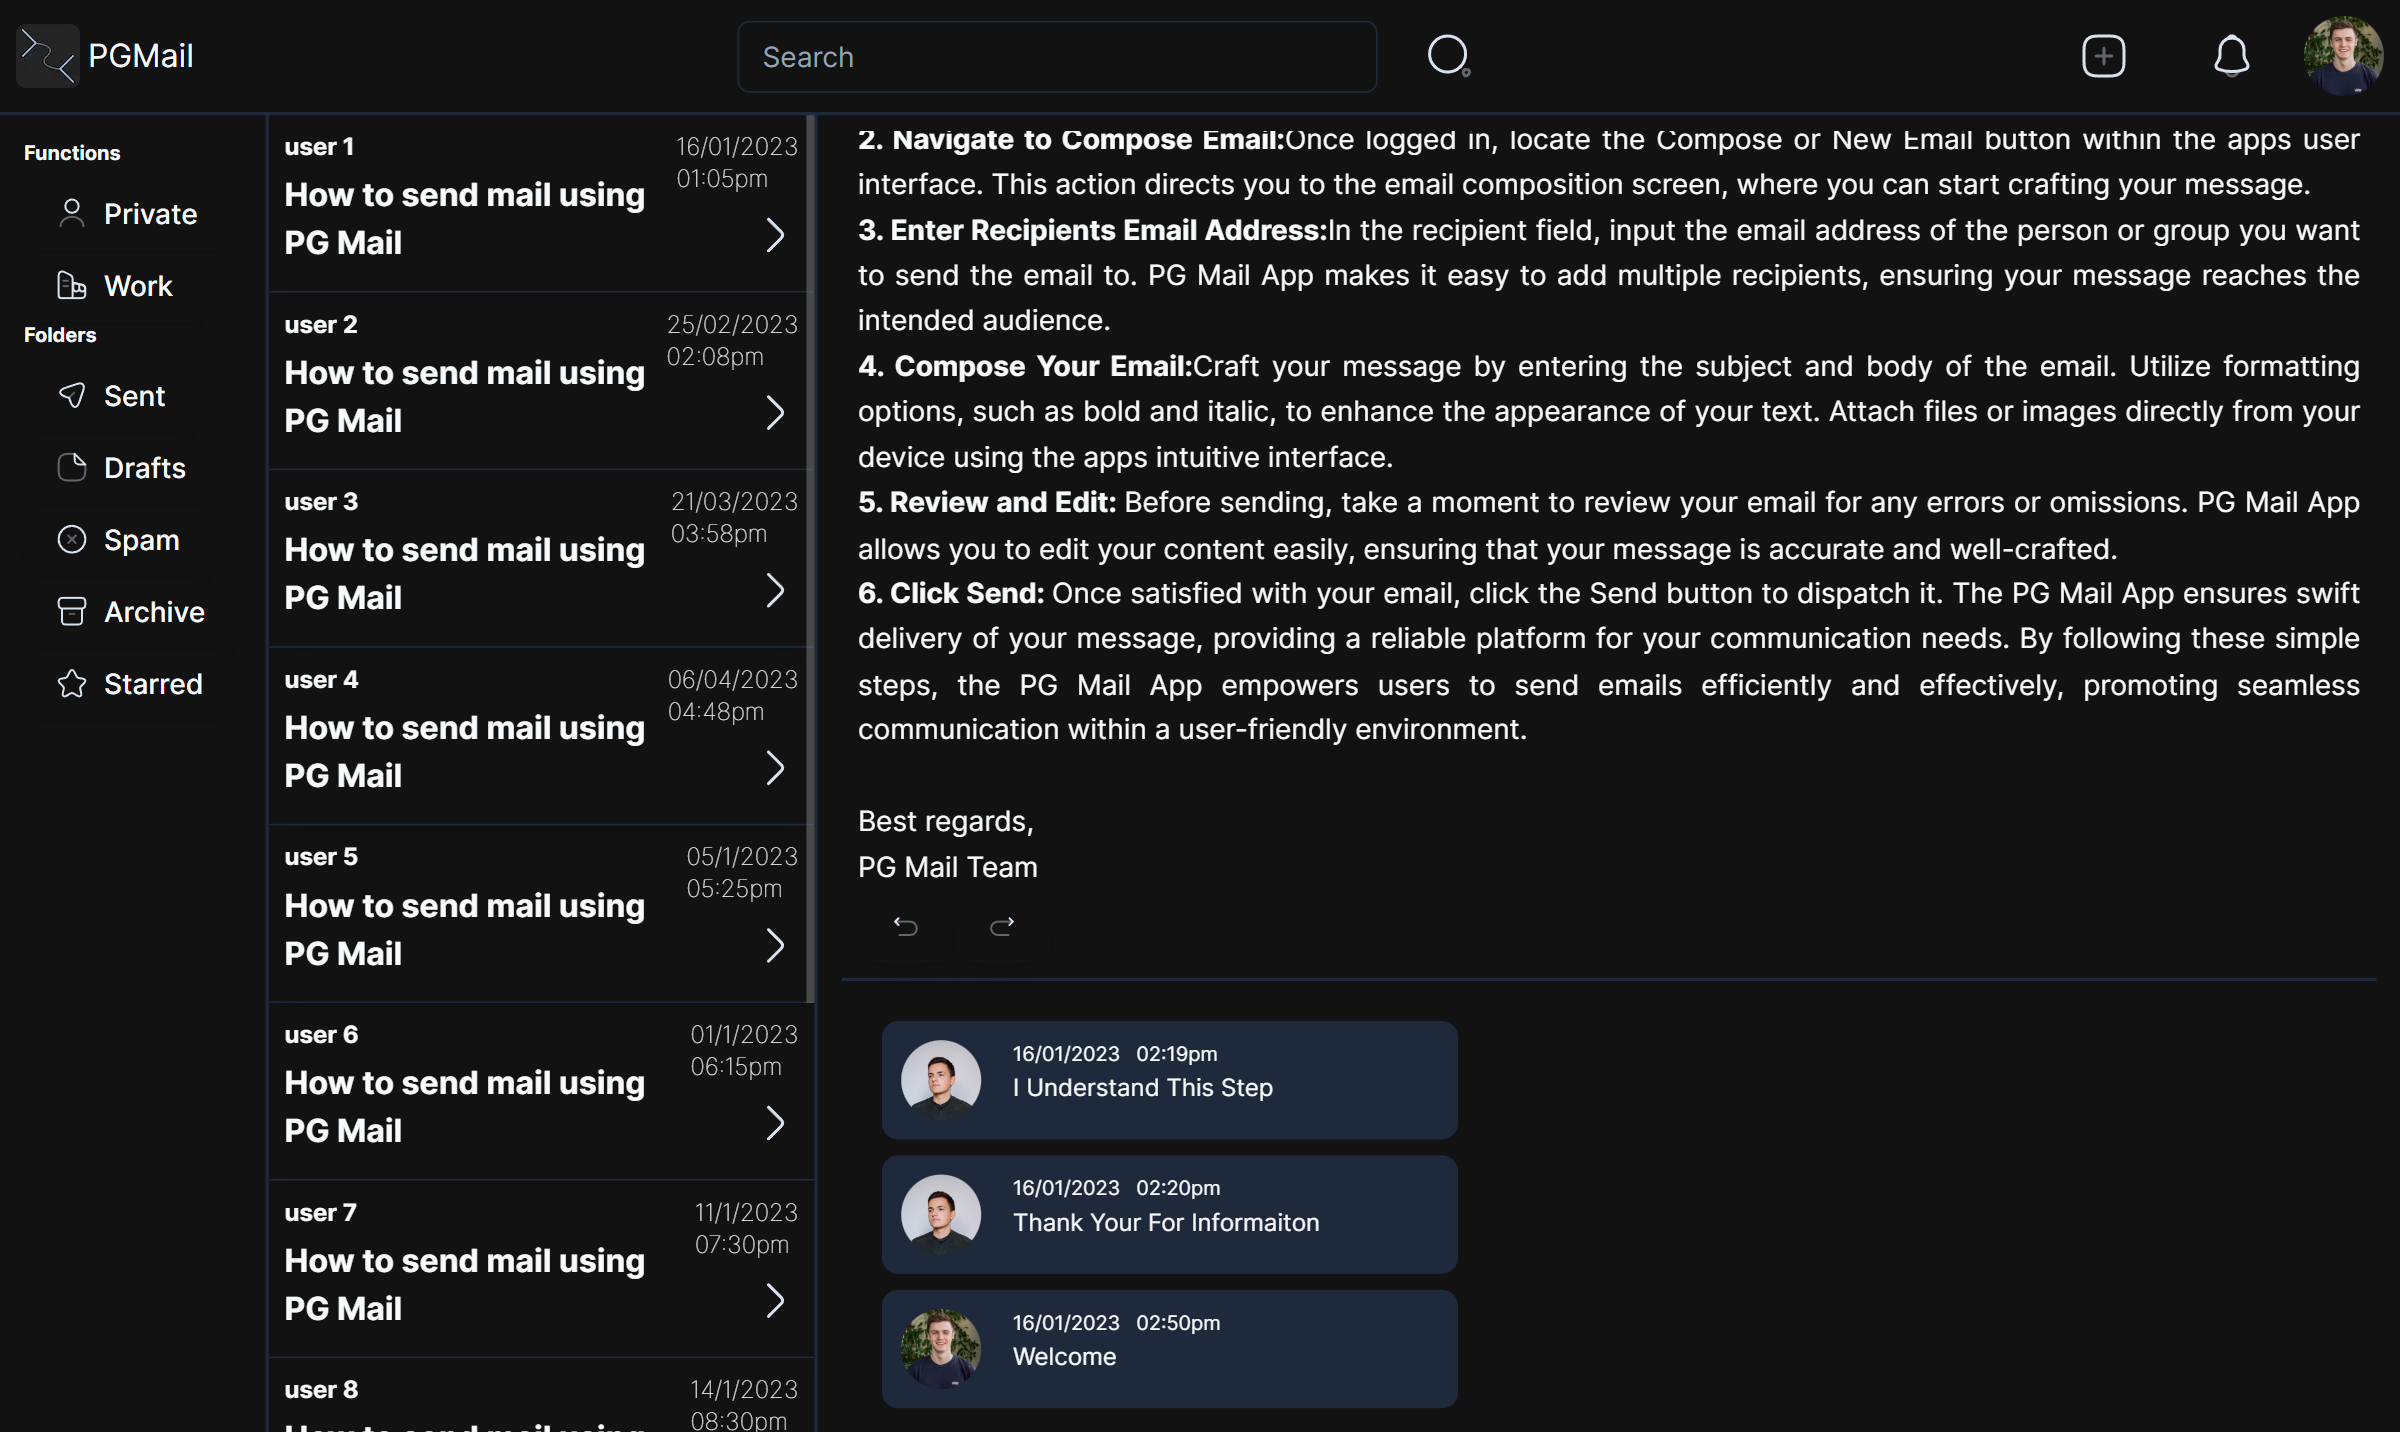 PGMail
Search
Functions
Private
Work
Folders
Sent
Drafts
Spam
Archive
Starred
user 1
16/01/2023
01:05pm
How to send mail using
PG Mail
user 2
25/02/2023
02:08pm
How to send mail using
PG Mail
user 3
21/03/2023
03:58pm
How to send mail using
PG Mail
user 4
06/04/2023
04:48pm
How to send mail using
PG Mail
user 5
05/1/2023
05:25pm
How to send mail using
PG Mail
user 6
01/1/2023
06:15pm
How to send mail using
PG Mail
user 7
11/1/2023
07:30pm
How to send mail using
PG Mail
user 8
14/1/2023
08:30pm
How to send mail using
2. Navigate to Compose Email:Once logged in, locate the Compose or New Email button within the apps user
interface. This action directs you to the email composition screen, where you can start crafting your message.
3. Enter Recipients Email Address:In the recipient field, input the email address of the person or group you want
to send the email to. PG Mail App makes it easy to add multiple recipients, ensuring your message reaches the
intended audience.
4. Compose Your Email:Craft your message by entering the subject and body of the email. Utilize formatting
options, such as bold and italic, to enhance the appearance of your text. Attach files or images directly from your
device using the apps intuitive interface.
5. Review and Edit: Before sending, take a moment to review your email for any errors or omissions. PG Mail App
allows you to edit your content easily, ensuring that your message is accurate and well-crafted.
6. Click Send: Once satisfied with your email, click the Send button to dispatch it. The PG Mail App ensures swift
delivery of your message, providing a reliable platform for your communication needs. By following these simple
steps, the PG Mail App empowers users to send emails efficiently and effectively, promoting seamless
communication within a user-friendly environment.
Best regards,
PG Mail Team
16/01/2023 02:19pm
I Understand This Step
16/01/2023 02:20pm
Thank Your For Informaiton
16/01/2023 02:50pm
Welcome